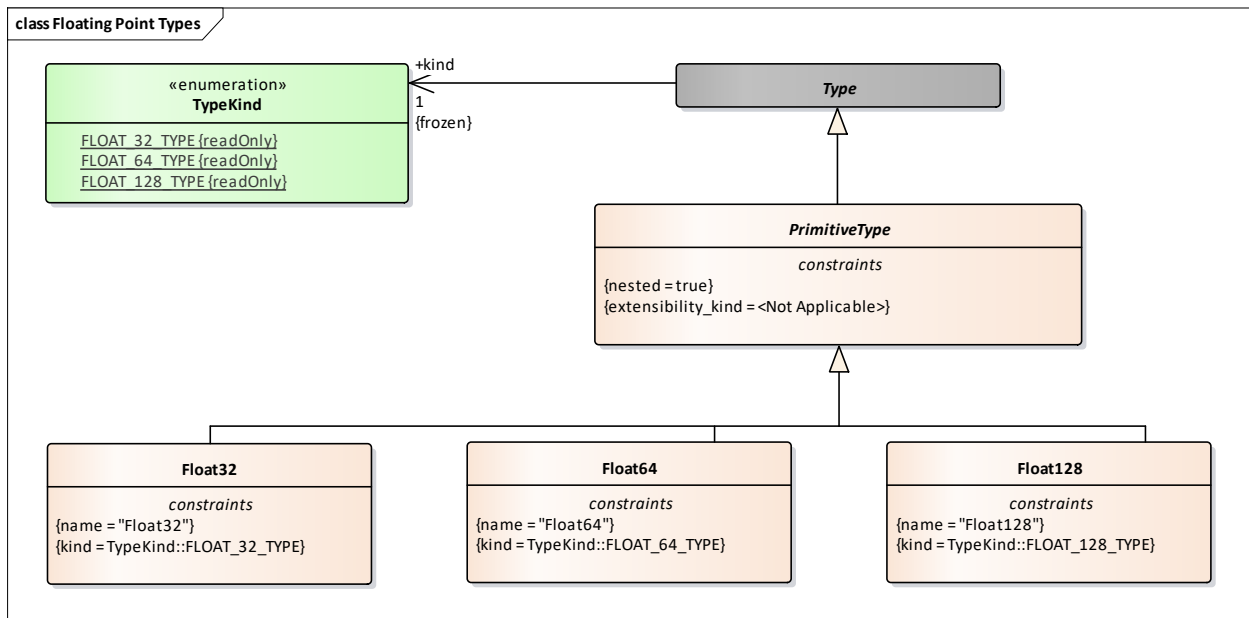 class Floating Point Types
«enumeration»
TypeKind
FLOAT_32_TYPE {readOnly}
FLOAT_64_TYPE {readOnly}
FLOAT_128_TYPE {readOnly}
+kind
1
{frozen}
Type
PrimitiveType
constraints
{nested = true}
{extensibility_kind = <Not Applicable>}
Float32
constraints
{name = "Float32"}
{kind = TypeKind::FLOAT_32_TYPE}
Float64
constraints
{name = "Float64"}
{kind = TypeKind::FLOAT_64_TYPE}
Float128
constraints
{name = "Float128"}
{kind = TypeKind::FLOAT_128_TYPE}